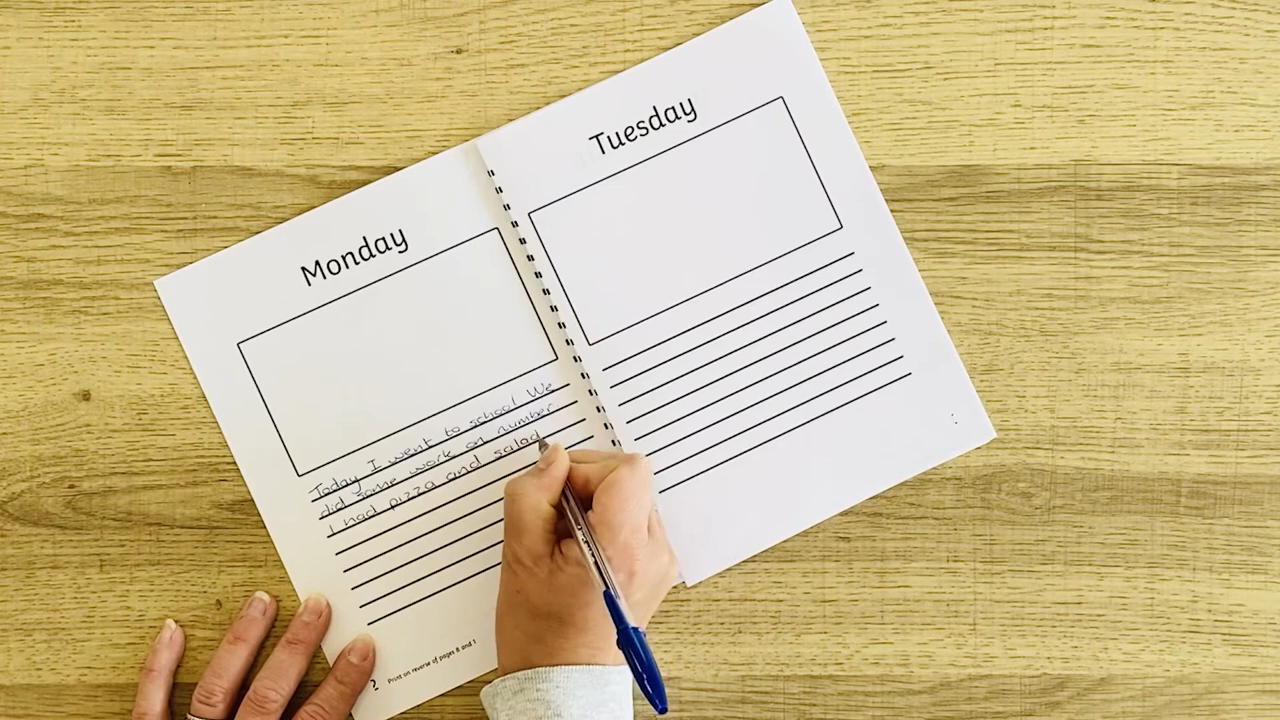 Monday
Today I went to school We
did some work on number
I had pizza and salad
2
Print on reverse of pages 8 and 1
Tuesday